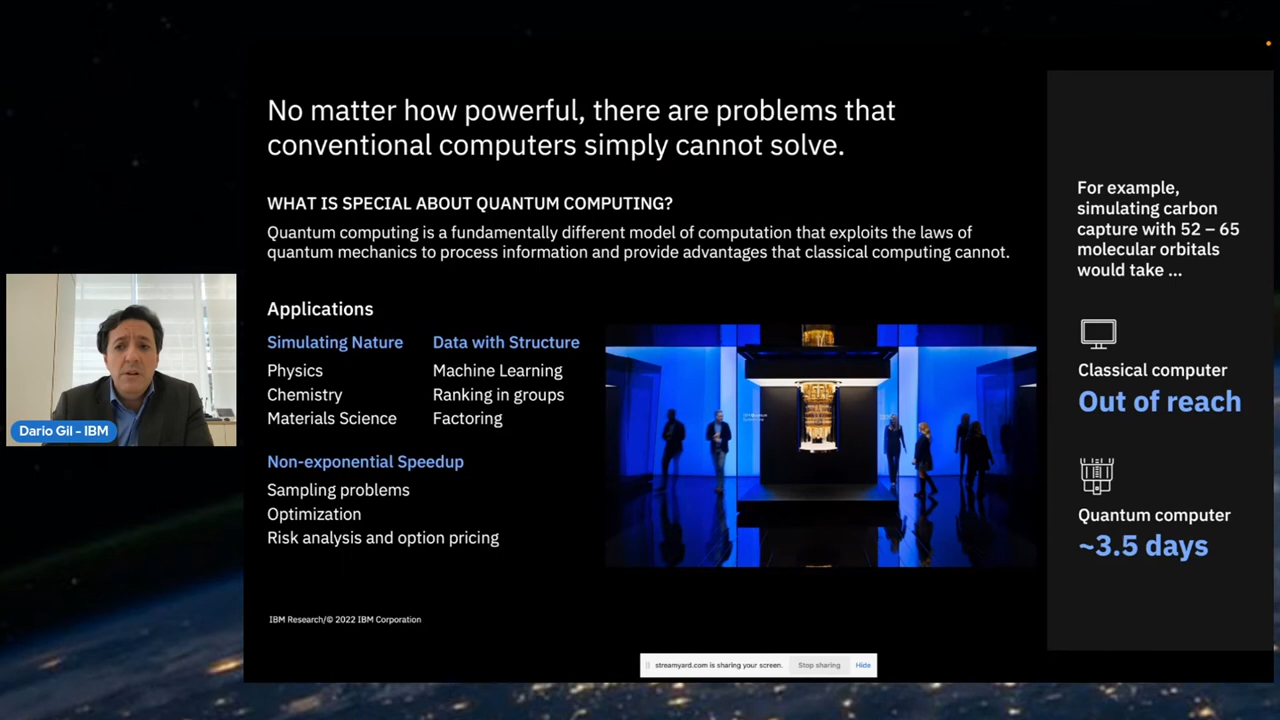 No matter how powerful, there are problems that
conventional computers simply cannot solve.
WHAT IS SPECIAL ABOUT QUANTUM COMPUTING?
Quantum computing is a fundamentally different model of computation that exploits the laws of
quantum mechanics to process information and provide advantages that classical computing cannot.
Applications
Simulating Nature
Physics
Chemistry
Materials Science
Data with Structure
Machine Learning
Ranking in groups
Factoring
Non-exponential Speedup
Sampling problems
Optimization
Risk analysis and option pricing
IBM Research/© 2022 IBM Corporation
For example,
simulating carbon
capture with 52 – 65
molecular orbitals
would take ...
Classical computer
Out of reach
Quantum computer
~3.5 days
Dario Gil - IBM
streamyard.com is sharing your screen.
Stop sharing
Hide